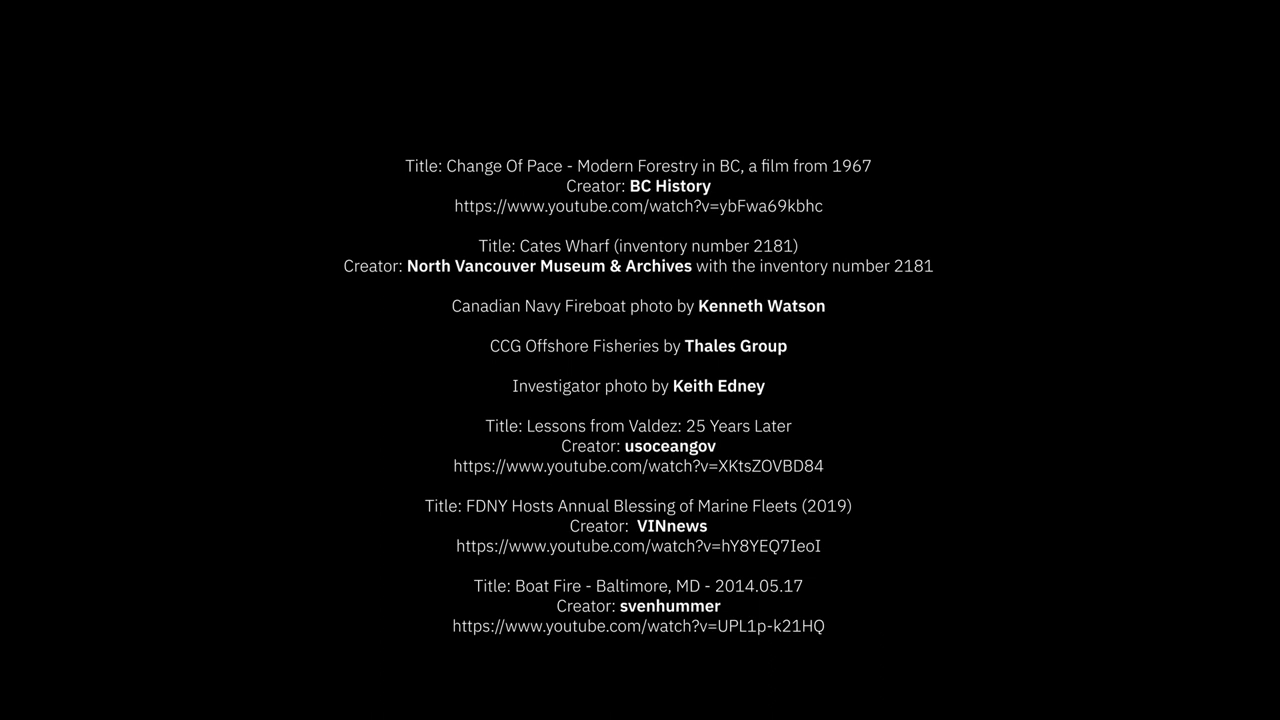 Title: Change Of Pace - Modern Forestry in BC, a film from 1967
Creator: BC History
https://www.youtube.com/watch?v=ybFwa69kbhc
Title: Cates Wharf (inventory number 2181)
Creator: North Vancouver Museum & Archives with the inventory number 2181
Canadian Navy Fireboat photo by Kenneth Watson
CCG Offshore Fisheries by Thales Group
Investigator photo by Keith Edney
Title: Lessons from Valdez: 25 Years Later
Creator: usoceangov
https://www.youtube.com/watch?v=XKtsZOVBD84
Title: FDNY Hosts Annual Blessing of Marine Fleets (2019)
Creator:  VINnews
https://www.youtube.com/watch?v=hY8YEQ7IeoI
Title: Boat Fire - Baltimore, MD - 2014.05.17
Creator: svenhummer
https://www.youtube.com/watch?v=UPL1p-k21HQ